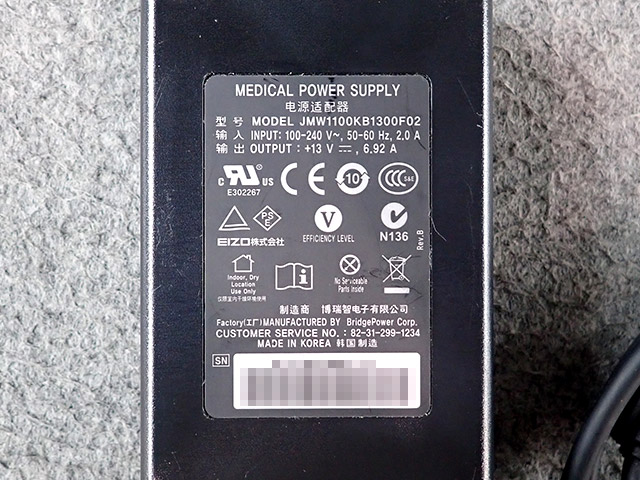 MEDICAL POWER SUPPLY
电源适配器
型号 MODEL JMW1100KB1300F02
输入 INPUT: 100-240 V~, 50-60 Hz, 2.0 A
输出 OUTPUT : +13 V ⎓, 6.92 A
c RU US
E302267
CE
10
CCC S&E
PSE
EIZO株式会社
V
EFFICIENCY LEVEL
N136
Rev.B
Indoor, Dry
Location
Use Only
仅限室内干燥环境使用
No Serviceable
Parts Inside
制造商 博瑞智电子有限公司
Factory(工厂)MANUFACTURED BY BridgePower Corp.
CUSTOMER SERVICE NO. : 82-31-299-1234
MADE IN KOREA 韩国制造
SN